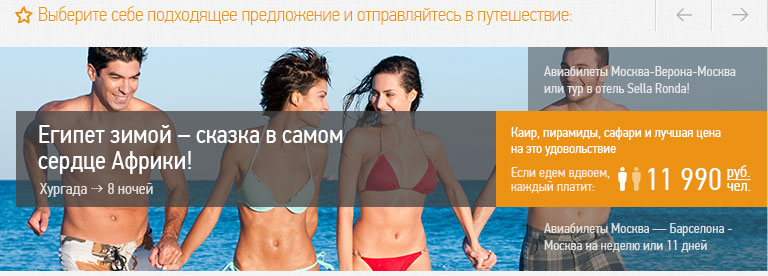 Выберите себе подходящее предложение и отправляйтесь в путешествие:
Авиабилеты Москва-Верона-Москва
или тур в отель Sella Ronda!
Египет зимой – сказка в самом
сердце Африки!
Хургада ⇢ 8 ночей
Каир, пирамиды, сафари и лучшая цена
на это удовольствие
Если едем вдвоем,
каждый платит:
11 990 руб.
чел.
Авиабилеты Москва — Барселона -
Москва на неделю или 11 дней